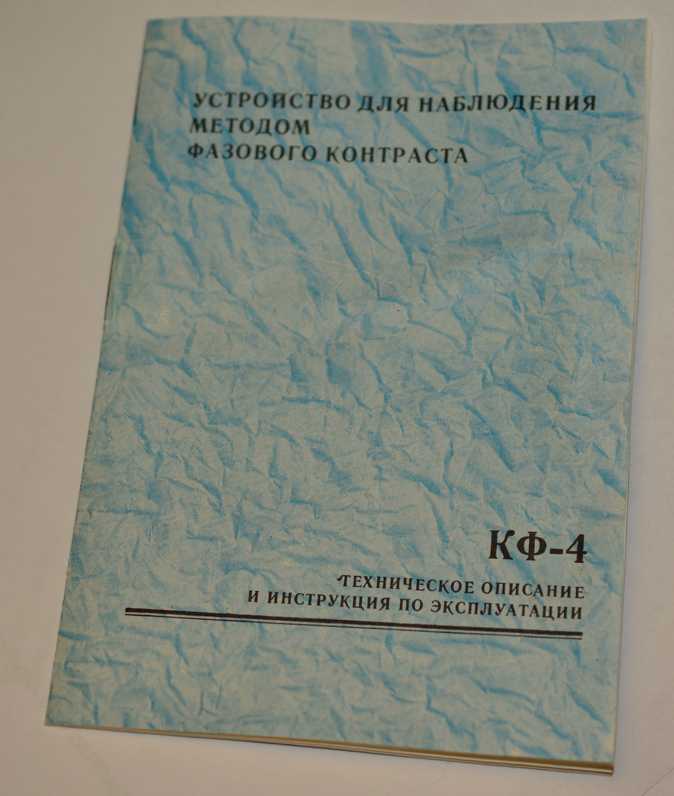 УСТРОЙСТВО ДЛЯ НАБЛЮДЕНИЯ
МЕТОДОМ
ФАЗОВОГО КОНТРАСТА
КФ-4
ТЕХНИЧЕСКОЕ ОПИСАНИЕ
И ИНСТРУКЦИЯ ПО ЭКСПЛУАТАЦИИ